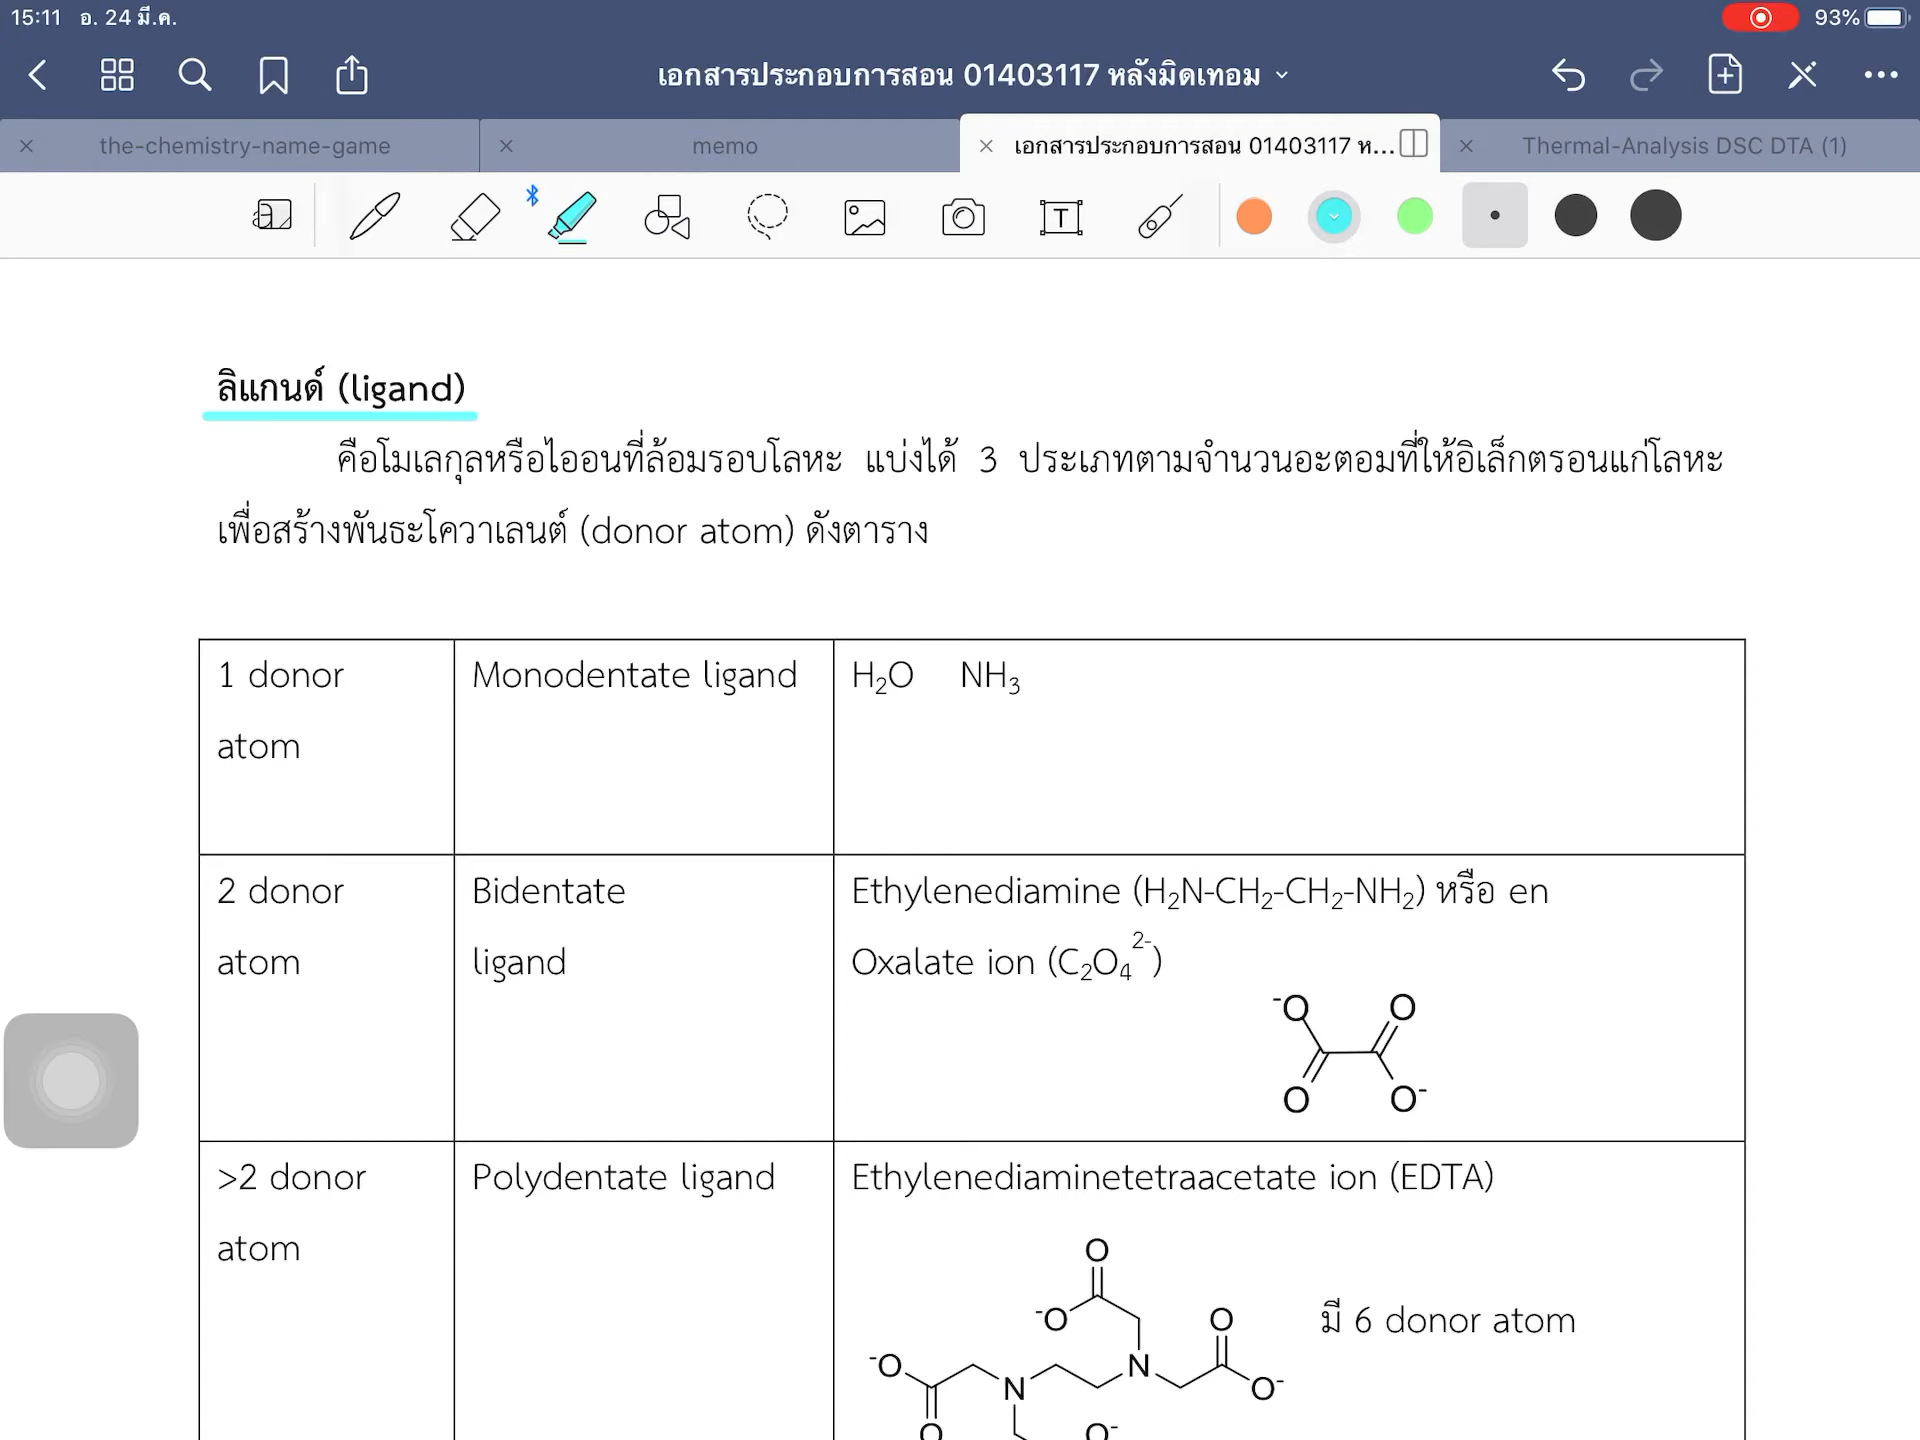 15:11 อ. 24 มี.ค.
93%
เอกสารประกอบการสอน 01403117 หลังมิดเทอม
the-chemistry-name-game
memo
เอกสารประกอบการสอน 01403117 ห...
Thermal-Analysis DSC DTA (1)
ลิแกนด์ (ligand)
คือโมเลกุลหรือไอออนที่ล้อมรอบโลหะ แบ่งได้ 3 ประเภทตามจำนวนอะตอมที่ให้อิเล็กตรอนแก่โลหะ
เพื่อสร้างพันธะโควาเลนต์ (donor atom) ดังตาราง
1 donor
atom
Monodentate ligand
H₂O NH₃
2 donor
atom
Bidentate
ligand
Ethylenediamine (H₂N-CH₂-CH₂-NH₂) หรือ en
Oxalate ion (C₂O₄²⁻)
⁻O O
O O⁻
>2 donor
atom
Polydentate ligand
Ethylenediaminetetraacetate ion (EDTA)
O
⁻O O
มี 6 donor atom
⁻O N N O⁻
O O⁻